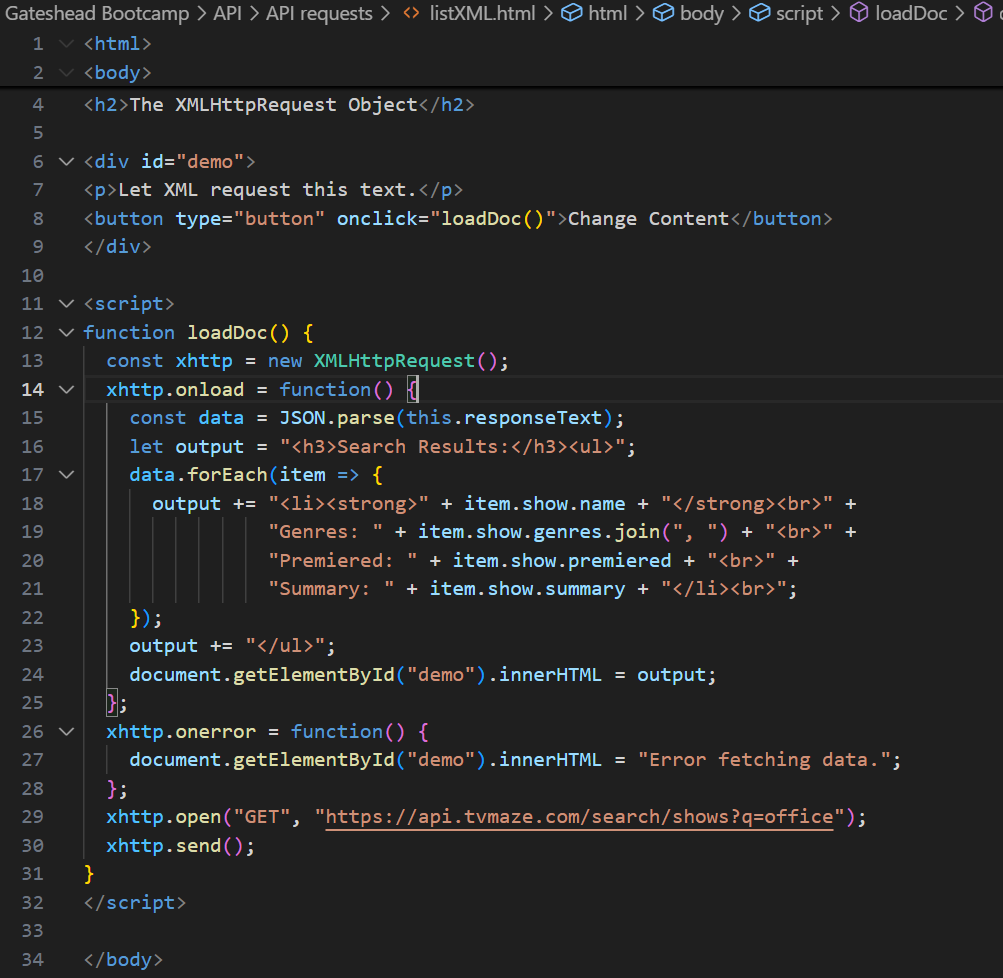 Gateshead Bootcamp > API > API requests > <> listXML.html > html > body > script > loadDoc >
1 <html>
2 <body>
4 <h2>The XMLHttpRequest Object</h2>
5
6 <div id="demo">
7 <p>Let XML request this text.</p>
8 <button type="button" onclick="loadDoc()">Change Content</button>
9 </div>
10
11 <script>
12 function loadDoc() {
13   const xhttp = new XMLHttpRequest();
14   xhttp.onload = function() {
15     const data = JSON.parse(this.responseText);
16     let output = "<h3>Search Results:</h3><ul>";
17     data.forEach(item => {
18       output += "<li><strong>" + item.show.name + "</strong><br>" +
19                 "Genres: " + item.show.genres.join(", ") + "<br>" +
20                 "Premiered: " + item.show.premiered + "<br>" +
21                 "Summary: " + item.show.summary + "</li><br>";
22     });
23     output += "</ul>";
24     document.getElementById("demo").innerHTML = output;
25   };
26   xhttp.onerror = function() {
27     document.getElementById("demo").innerHTML = "Error fetching data.";
28   };
29   xhttp.open("GET", "https://api.tvmaze.com/search/shows?q=office");
30   xhttp.send();
31 }
32 </script>
33
34 </body>